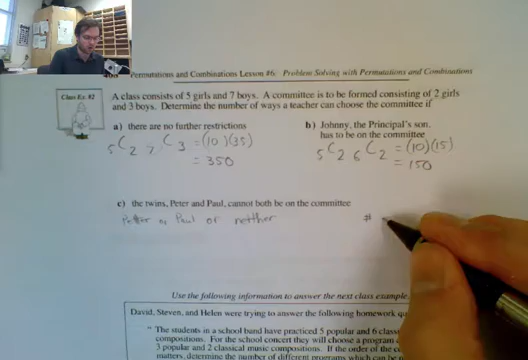 Permutations and Combinations Lesson #6: Problem Solving with Permutations and Combinations
Class Ex. #2
A class consists of 5 girls and 7 boys. A committee is to be formed consisting of 2 girls
and 3 boys. Determine the number of ways a teacher can choose the committee if
a) there are no further restrictions
b) Johnny, the Principal's son,
has to be on the committee
5C2 7C3 = (10)(35)
= 350
5C2 6C2 = (10)(15)
= 150
c) the twins, Peter and Paul, cannot both be on the committee
Peter or Paul or neither
#
Use the following information to answer the next class example.
David, Steven, and Helen were trying to answer the following homework qu
" The students in a school band have practiced 5 popular and 6 class
compositions. For the school concert they will choose a program
3 popular and 2 classical music compositions. If the order of the
matters, determine the number of different programs which can be